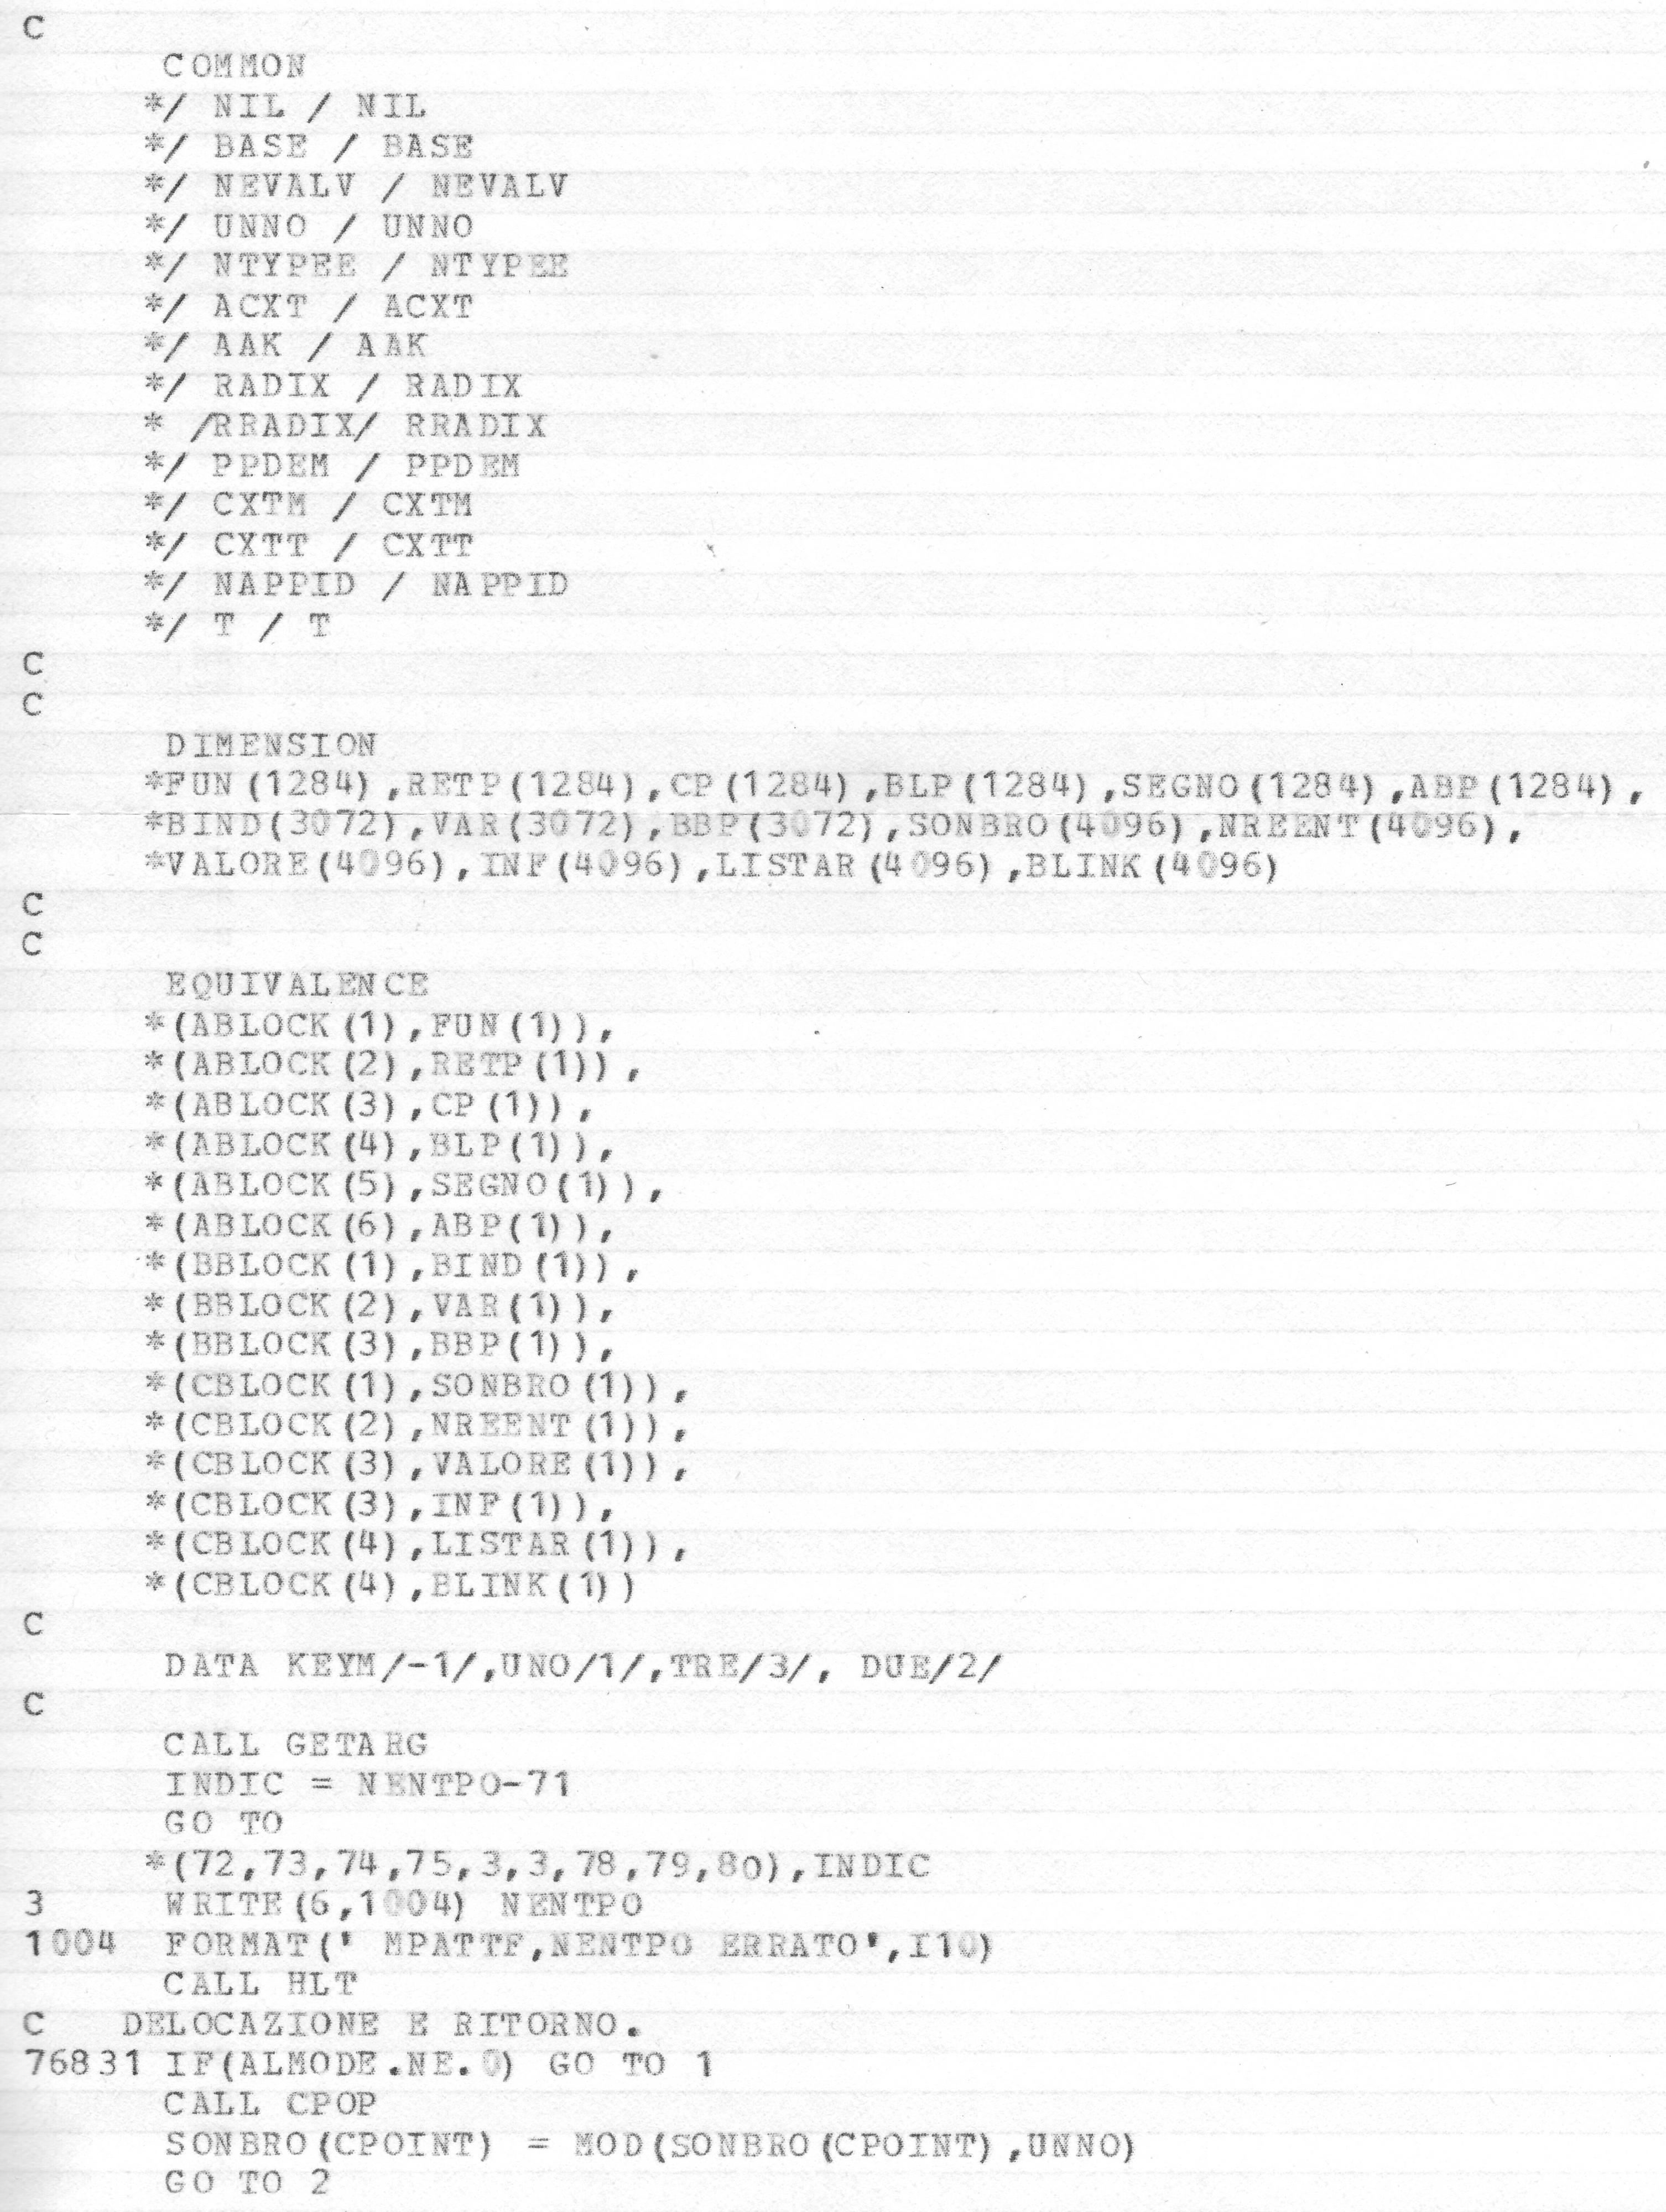 C
      COMMON
     */ NIL / NIL
     */ BASE / BASE
     */ NEVALV / NEVALV
     */ UNNO / UNNO
     */ NTYPEE / NTYPEE
     */ ACXT / ACXT
     */ AAK / AAK
     */ RADIX / RADIX
     * /RRADIX/ RRADIX
     */ PPDEM / PPDEM
     */ CXTM / CXTM
     */ CXTT / CXTT
     */ NAPPID / NAPPID
     */ T / T
C
C
      DIMENSION
     *FUN(1284),RETP(1284),CP(1284),BLP(1284),SEGNO(1284),ABP(1284),
     *BIND(3072),VAR(3072),BBP(3072),SONBRO(4096),NREENT(4096),
     *VALORE(4096),INF(4096),LISTAR(4096),BLINK(4096)
C
C
      EQUIVALENCE
     *(ABLOCK(1),FUN(1)),
     *(ABLOCK(2),RETP(1)),
     *(ABLOCK(3),CP(1)),
     *(ABLOCK(4),BLP(1)),
     *(ABLOCK(5),SEGNO(1)),
     *(ABLOCK(6),ABP(1)),
     *(BBLOCK(1),BIND(1)),
     *(BBLOCK(2),VAR(1)),
     *(BBLOCK(3),BBP(1)),
     *(CBLOCK(1),SONBRO(1)),
     *(CBLOCK(2),NREENT(1)),
     *(CBLOCK(3),VALORE(1)),
     *(CBLOCK(3),INF(1)),
     *(CBLOCK(4),LISTAR(1)),
     *(CBLOCK(4),BLINK(1))
C
      DATA KEYM/-1/,UNO/1/,TRE/3/, DUE/2/
C
      CALL GETARG
      INDIC = NENTPO-71
      GO TO
     *(72,73,74,75,3,3,78,79,80),INDIC
3     WRITE(6,1004) NENTPO
1004  FORMAT(' MPATTF,NENTPO ERRATO',I10)
      CALL HLT
C   DELOCAZIONE E RITORNO.
76831 IF(ALMODE.NE.0) GO TO 1
      CALL CPOP
      SONBRO(CPOINT) = MOD(SONBRO(CPOINT),UNNO)
      GO TO 2